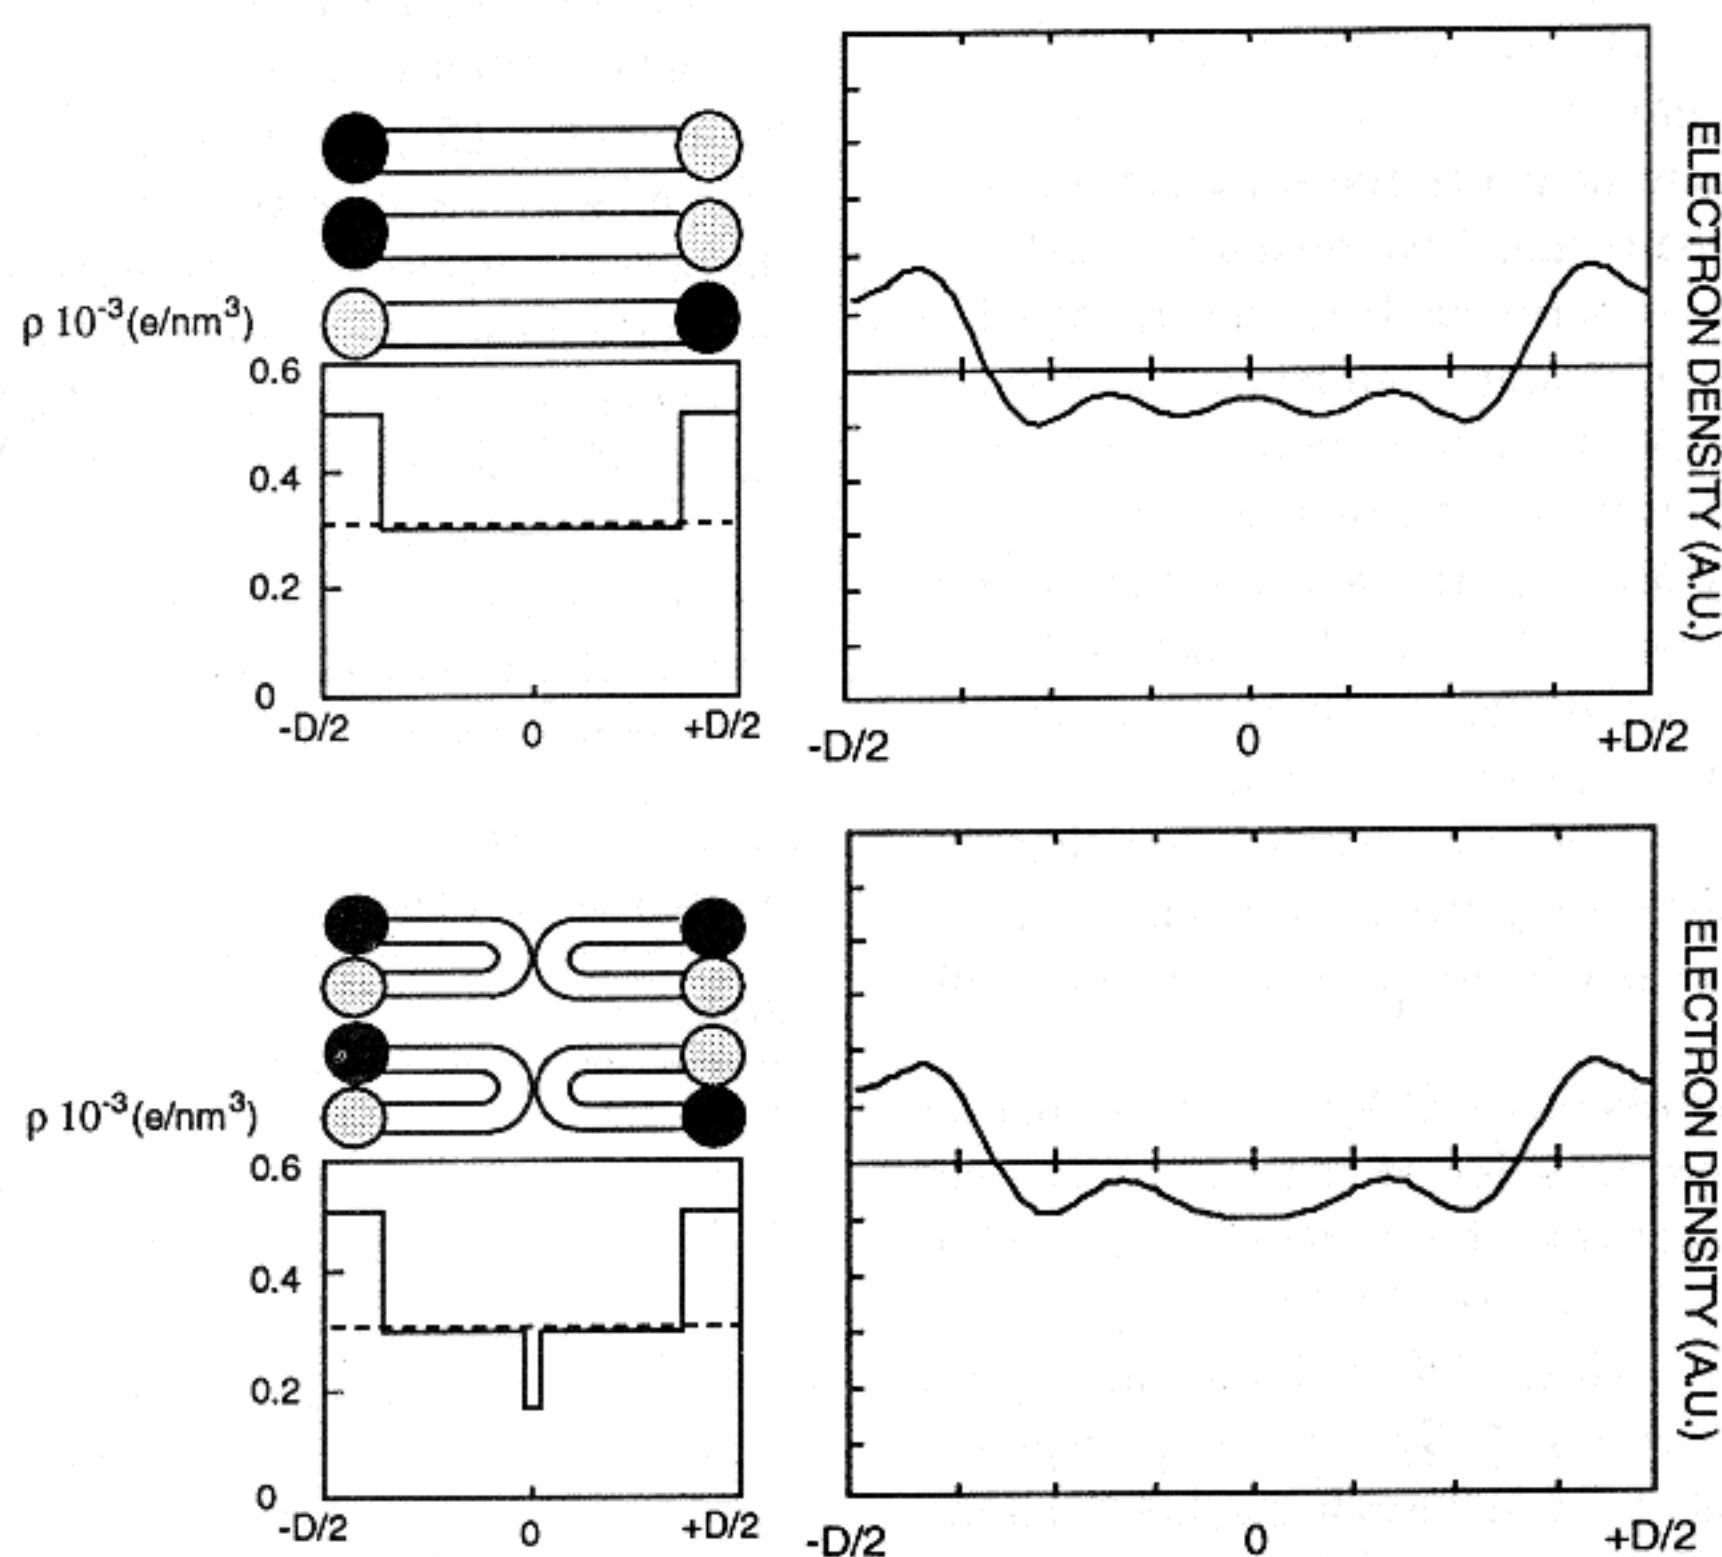 ρ 10⁻³(e/nm³)
0.6
0.4
0.2
0
-D/2
0
+D/2
ELECTRON DENSITY (A.U.)
-D/2
0
+D/2
ρ 10⁻³(e/nm³)
0.6
0.4
0.2
0
-D/2
0
+D/2
ELECTRON DENSITY (A.U.)
-D/2
0
+D/2